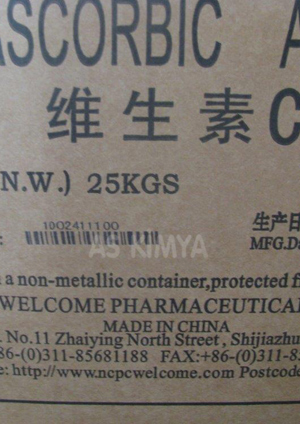 ASCORBIC A
维生素C
N.W.) 25KGS
1002411100
生产日
MFG.Da
AS KIMYA
a non-metallic container,protected f
WELCOME PHARMACEUTICA
MADE IN CHINA
. No.11 Zhaiying North Street , Shijiazhu
86-(0)311-85681188 FAX:+86-(0)311-8
e: http://www.ncpcwelcome.com Postcod